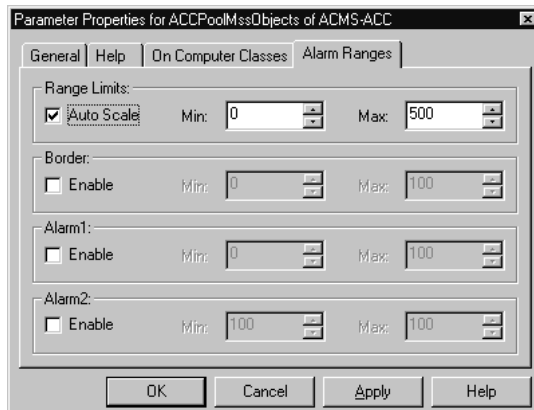 Parameter Properties for ACCPoolMssObjects of ACMS-ACC
General Help On Computer Classes Alarm Ranges
Range Limits:
Auto Scale Min: 0 Max: 500
Border:
Enable Min: 0 Max: 100
Alarm1:
Enable Min: 0 Max: 100
Alarm2:
Enable Min: 100 Max: 100
OK Cancel Apply Help